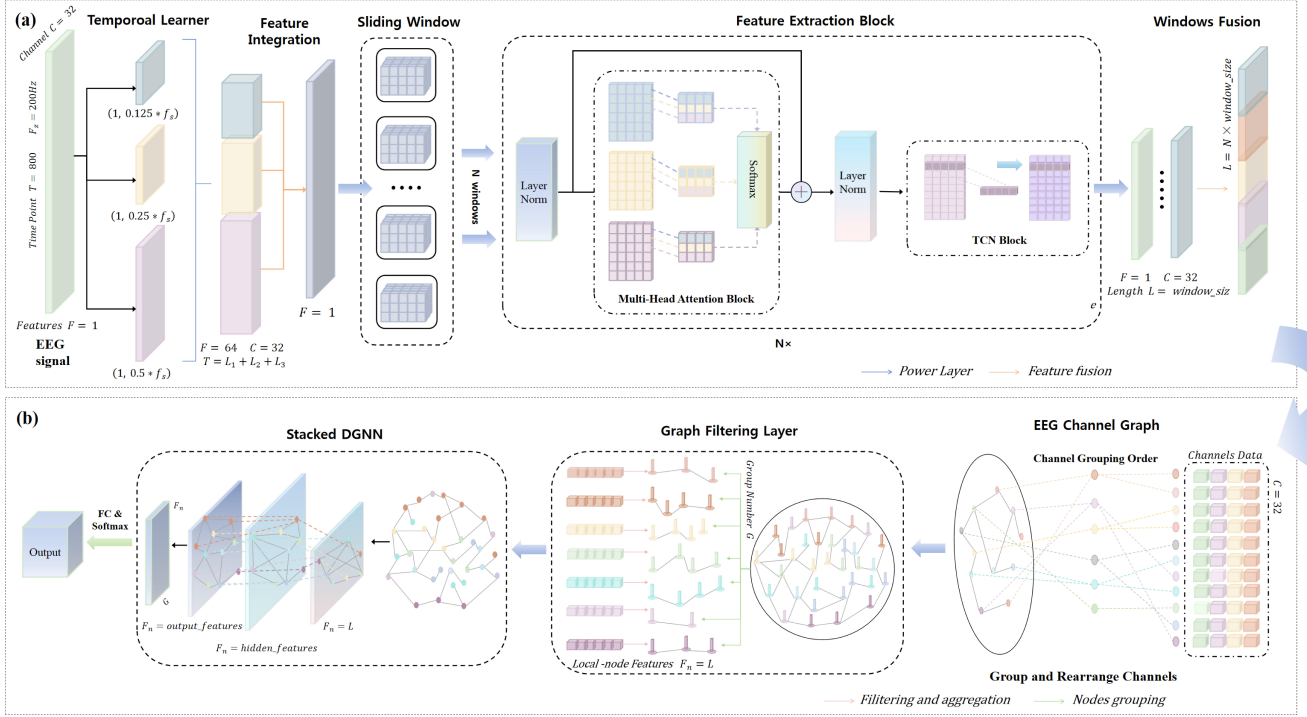 (a)
Temporal Learner
Feature
Integration
Sliding Window
Feature Extraction Block
Windows Fusion
Channel C = 32
Time Point T = 800 F_z = 200Hz
(1, 0.125 * f_s)
(1, 0.25 * f_s)
(1, 0.5 * f_s)
Features F = 1
EEG
signal
F = 64 C = 32
T = L_1 + L_2 + L_3
F = 1
N windows
Layer
Norm
Softmax
Multi-Head Attention Block
Layer
Norm
TCN Block
e
N×
F = 1 C = 32
Length L = window_siz
L = N × window_size
Power Layer
Feature fusion
(b)
Stacked DGNN
Graph Filtering Layer
EEG Channel Graph
Output
FC &
Softmax
F_n
G
F_n = output_features
F_n = hidden_features
F_n = L
Group Number G
Local -node Features F_n = L
Channel Grouping Order
Channels Data
C = 32
Group and Rearrange Channels
Filitering and aggregation
Nodes grouping